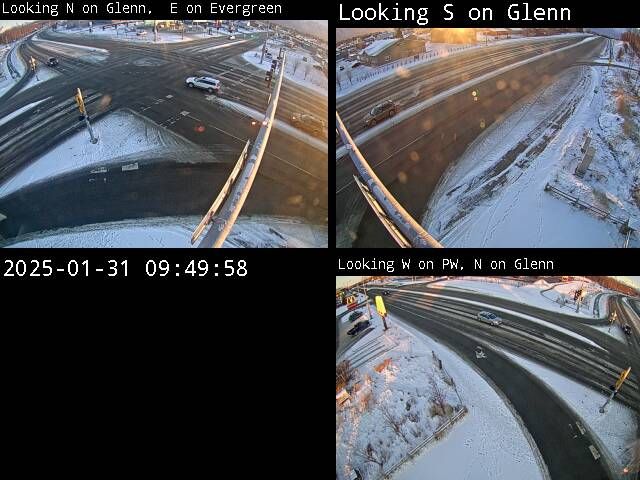 Looking N on Glenn,  E on Evergreen
Looking S on Glenn
2025-01-31 09:49:58
Looking W on PW, N on Glenn